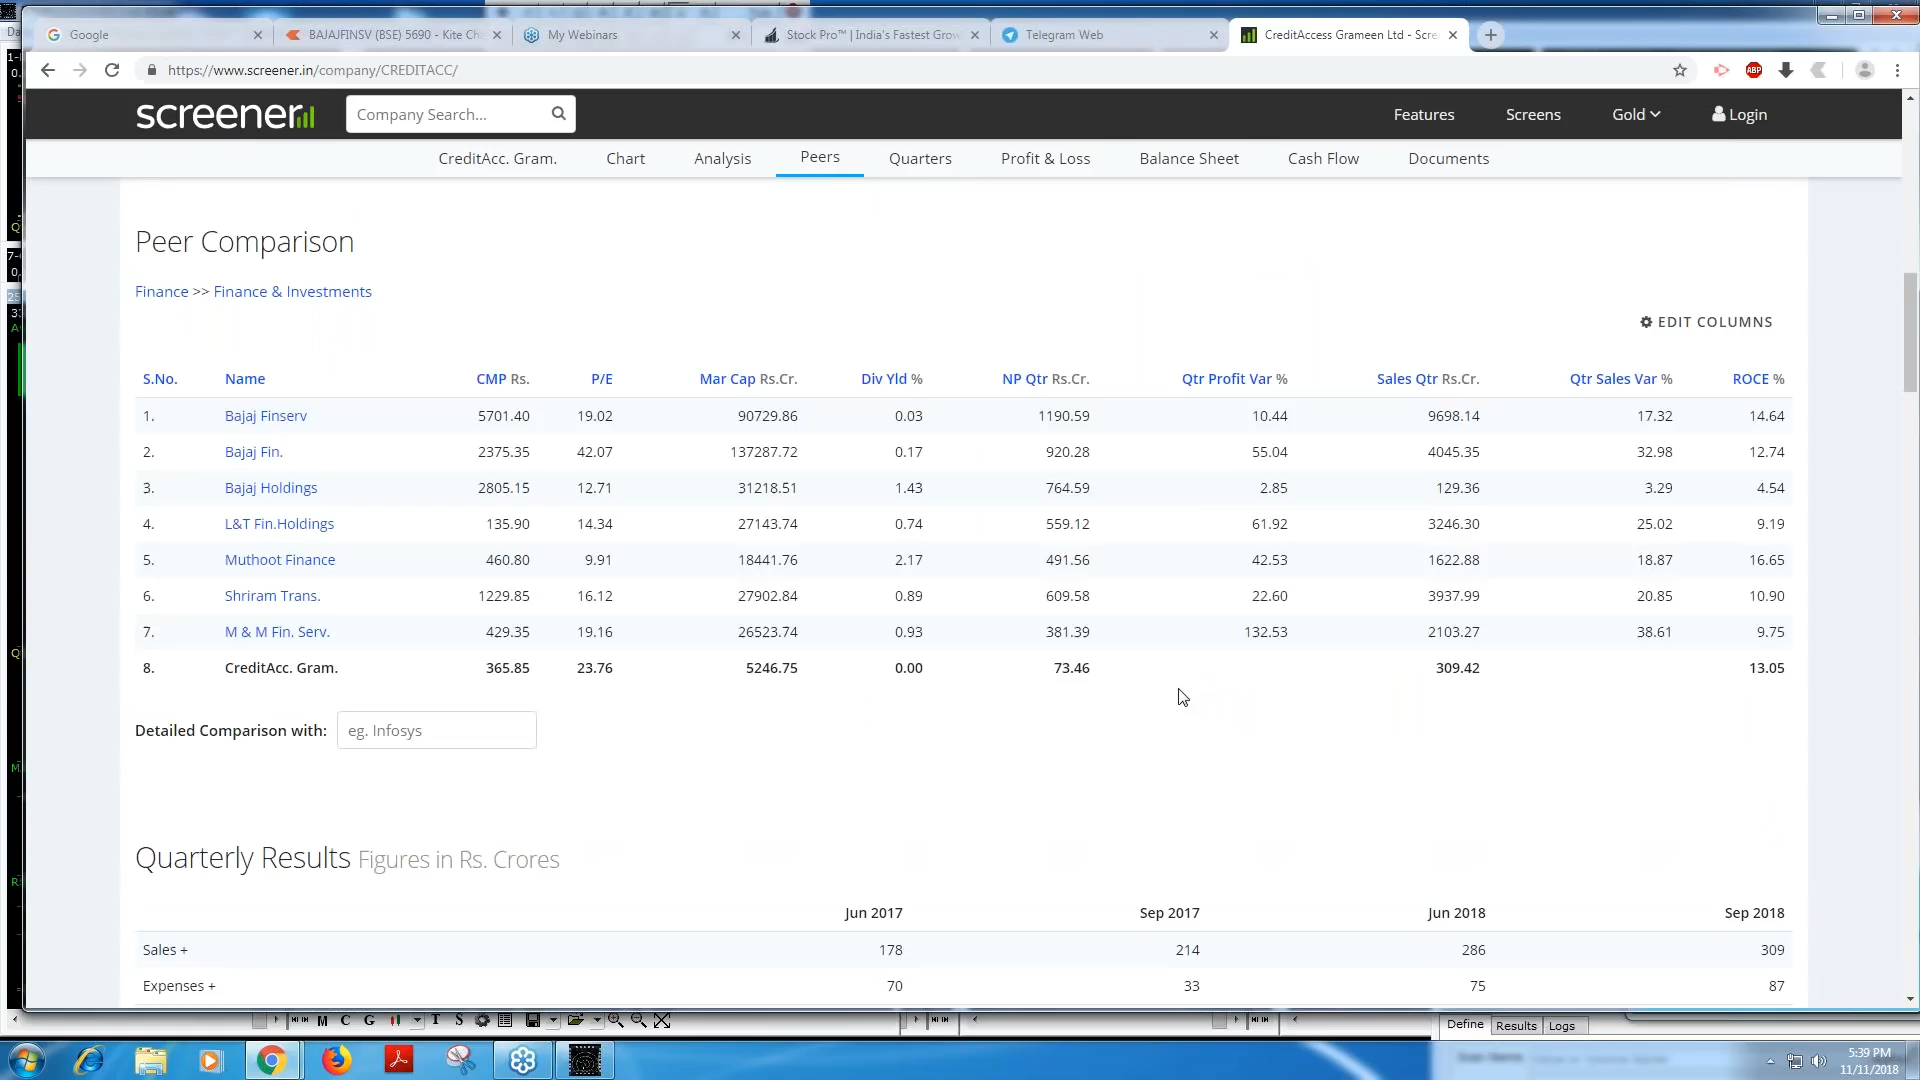 Google
BAJAJFINSV (BSE) 5690 - Kite Ch
My Webinars
Stock Pro™ | India's Fastest Grow
Telegram Web
CreditAccess Grameen Ltd - Scre
https://www.screener.in/company/CREDITACC/
ABP
screener
Company Search...
Features
Screens
Gold
Login
CreditAcc. Gram.
Chart
Analysis
Peers
Quarters
Profit & Loss
Balance Sheet
Cash Flow
Documents
Peer Comparison
Finance >> Finance & Investments
EDIT COLUMNS
S.No. Name CMP Rs. P/E Mar Cap Rs.Cr. Div Yld % NP Qtr Rs.Cr. Qtr Profit Var % Sales Qtr Rs.Cr. Qtr Sales Var % ROCE %
1. Bajaj Finserv 5701.40 19.02 90729.86 0.03 1190.59 10.44 9698.14 17.32 14.64
2. Bajaj Fin. 2375.35 42.07 137287.72 0.17 920.28 55.04 4045.35 32.98 12.74
3. Bajaj Holdings 2805.15 12.71 31218.51 1.43 764.59 2.85 129.36 3.29 4.54
4. L&T Fin.Holdings 135.90 14.34 27143.74 0.74 559.12 61.92 3246.30 25.02 9.19
5. Muthoot Finance 460.80 9.91 18441.76 2.17 491.56 42.53 1622.88 18.87 16.65
6. Shriram Trans. 1229.85 16.12 27902.84 0.89 609.58 22.60 3937.99 20.85 10.90
7. M & M Fin. Serv. 429.35 19.16 26523.74 0.93 381.39 132.53 2103.27 38.61 9.75
8. CreditAcc. Gram. 365.85 23.76 5246.75 0.00 73.46 309.42 13.05
Detailed Comparison with: eg. Infosys
Quarterly Results Figures in Rs. Crores
Jun 2017 Sep 2017 Jun 2018 Sep 2018
Sales + 178 214 286 309
Expenses + 70 33 75 87
M C G T S
Define Results Logs
5:39 PM
11/11/2018